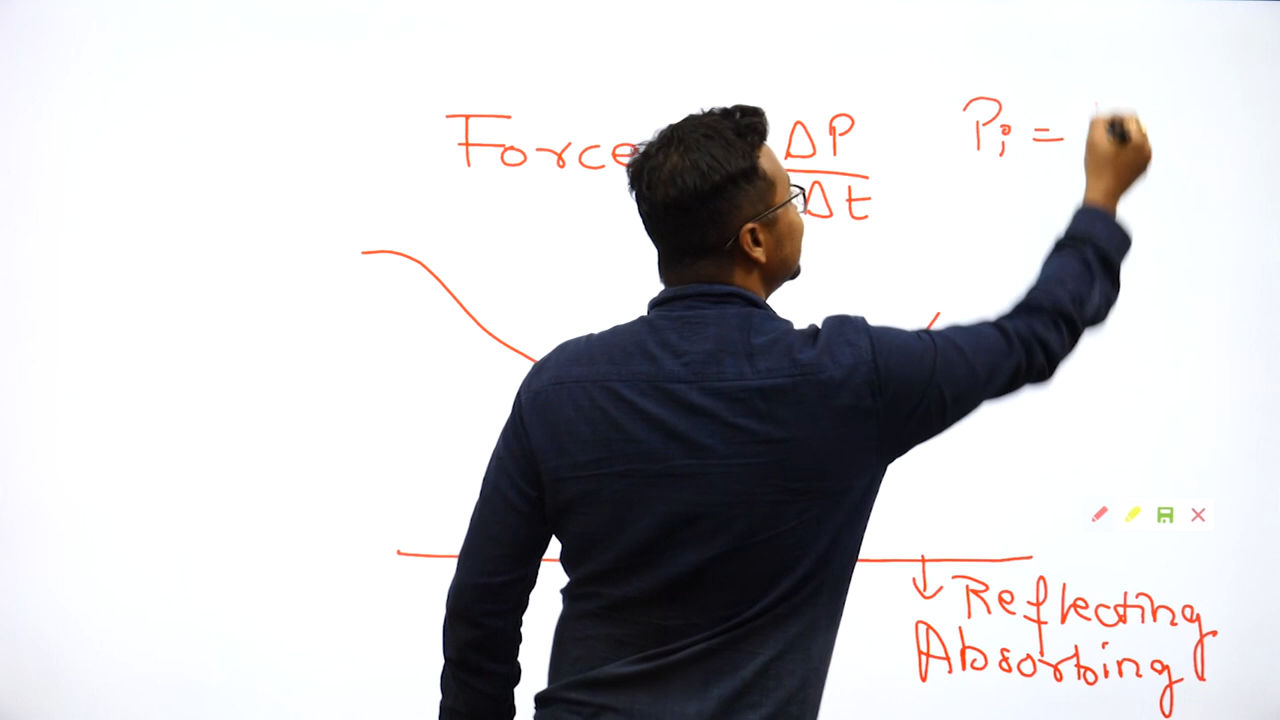 Force ΔP
Δt
Pi =
Reflecting
Absorbing